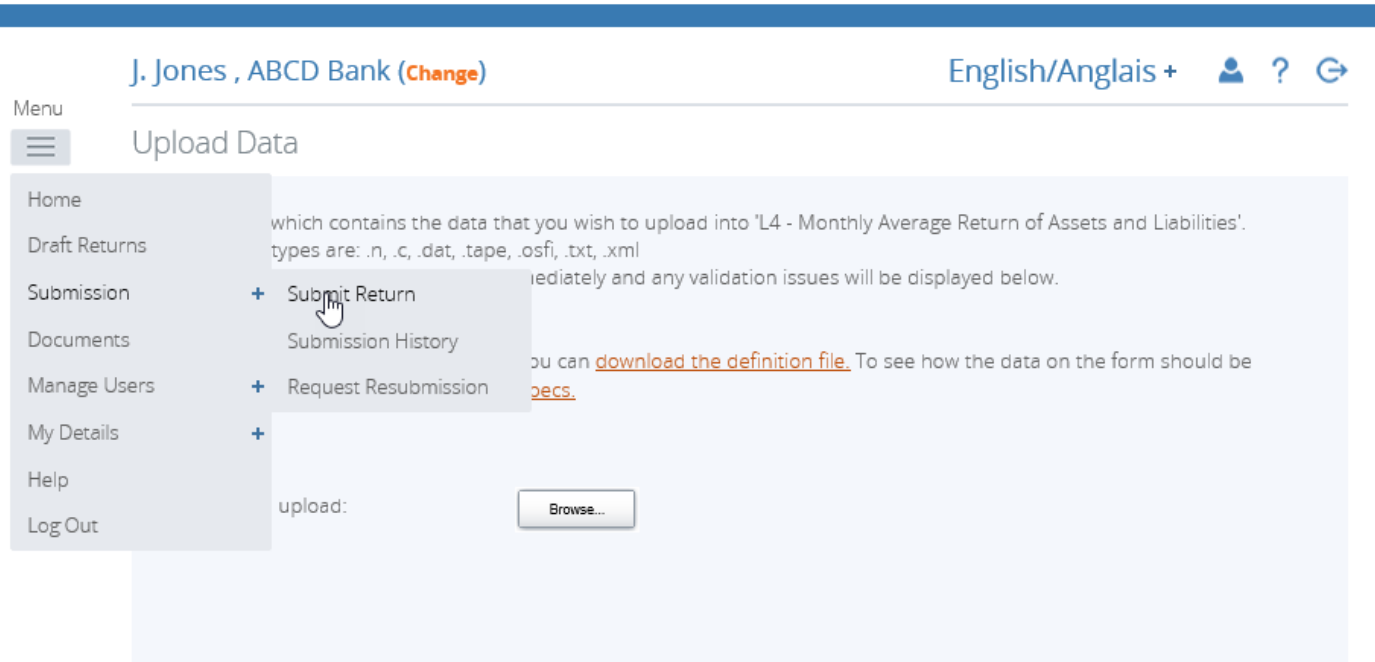 J. Jones , ABCD Bank (Change)
English/Anglais +
?
Menu
Upload Data
Home
Draft Returns
Submission +
Documents
Manage Users +
My Details +
Help
Log Out
Submit Return
Submission History
Request Resubmission
which contains the data that you wish to upload into 'L4 - Monthly Average Return of Assets and Liabilities'.
types are: .n, .c, .dat, .tape, .osfi, .txt, .xml
and any validation issues will be displayed below.
can download the definition file. To see how the data on the form should be
upload:
Browse...